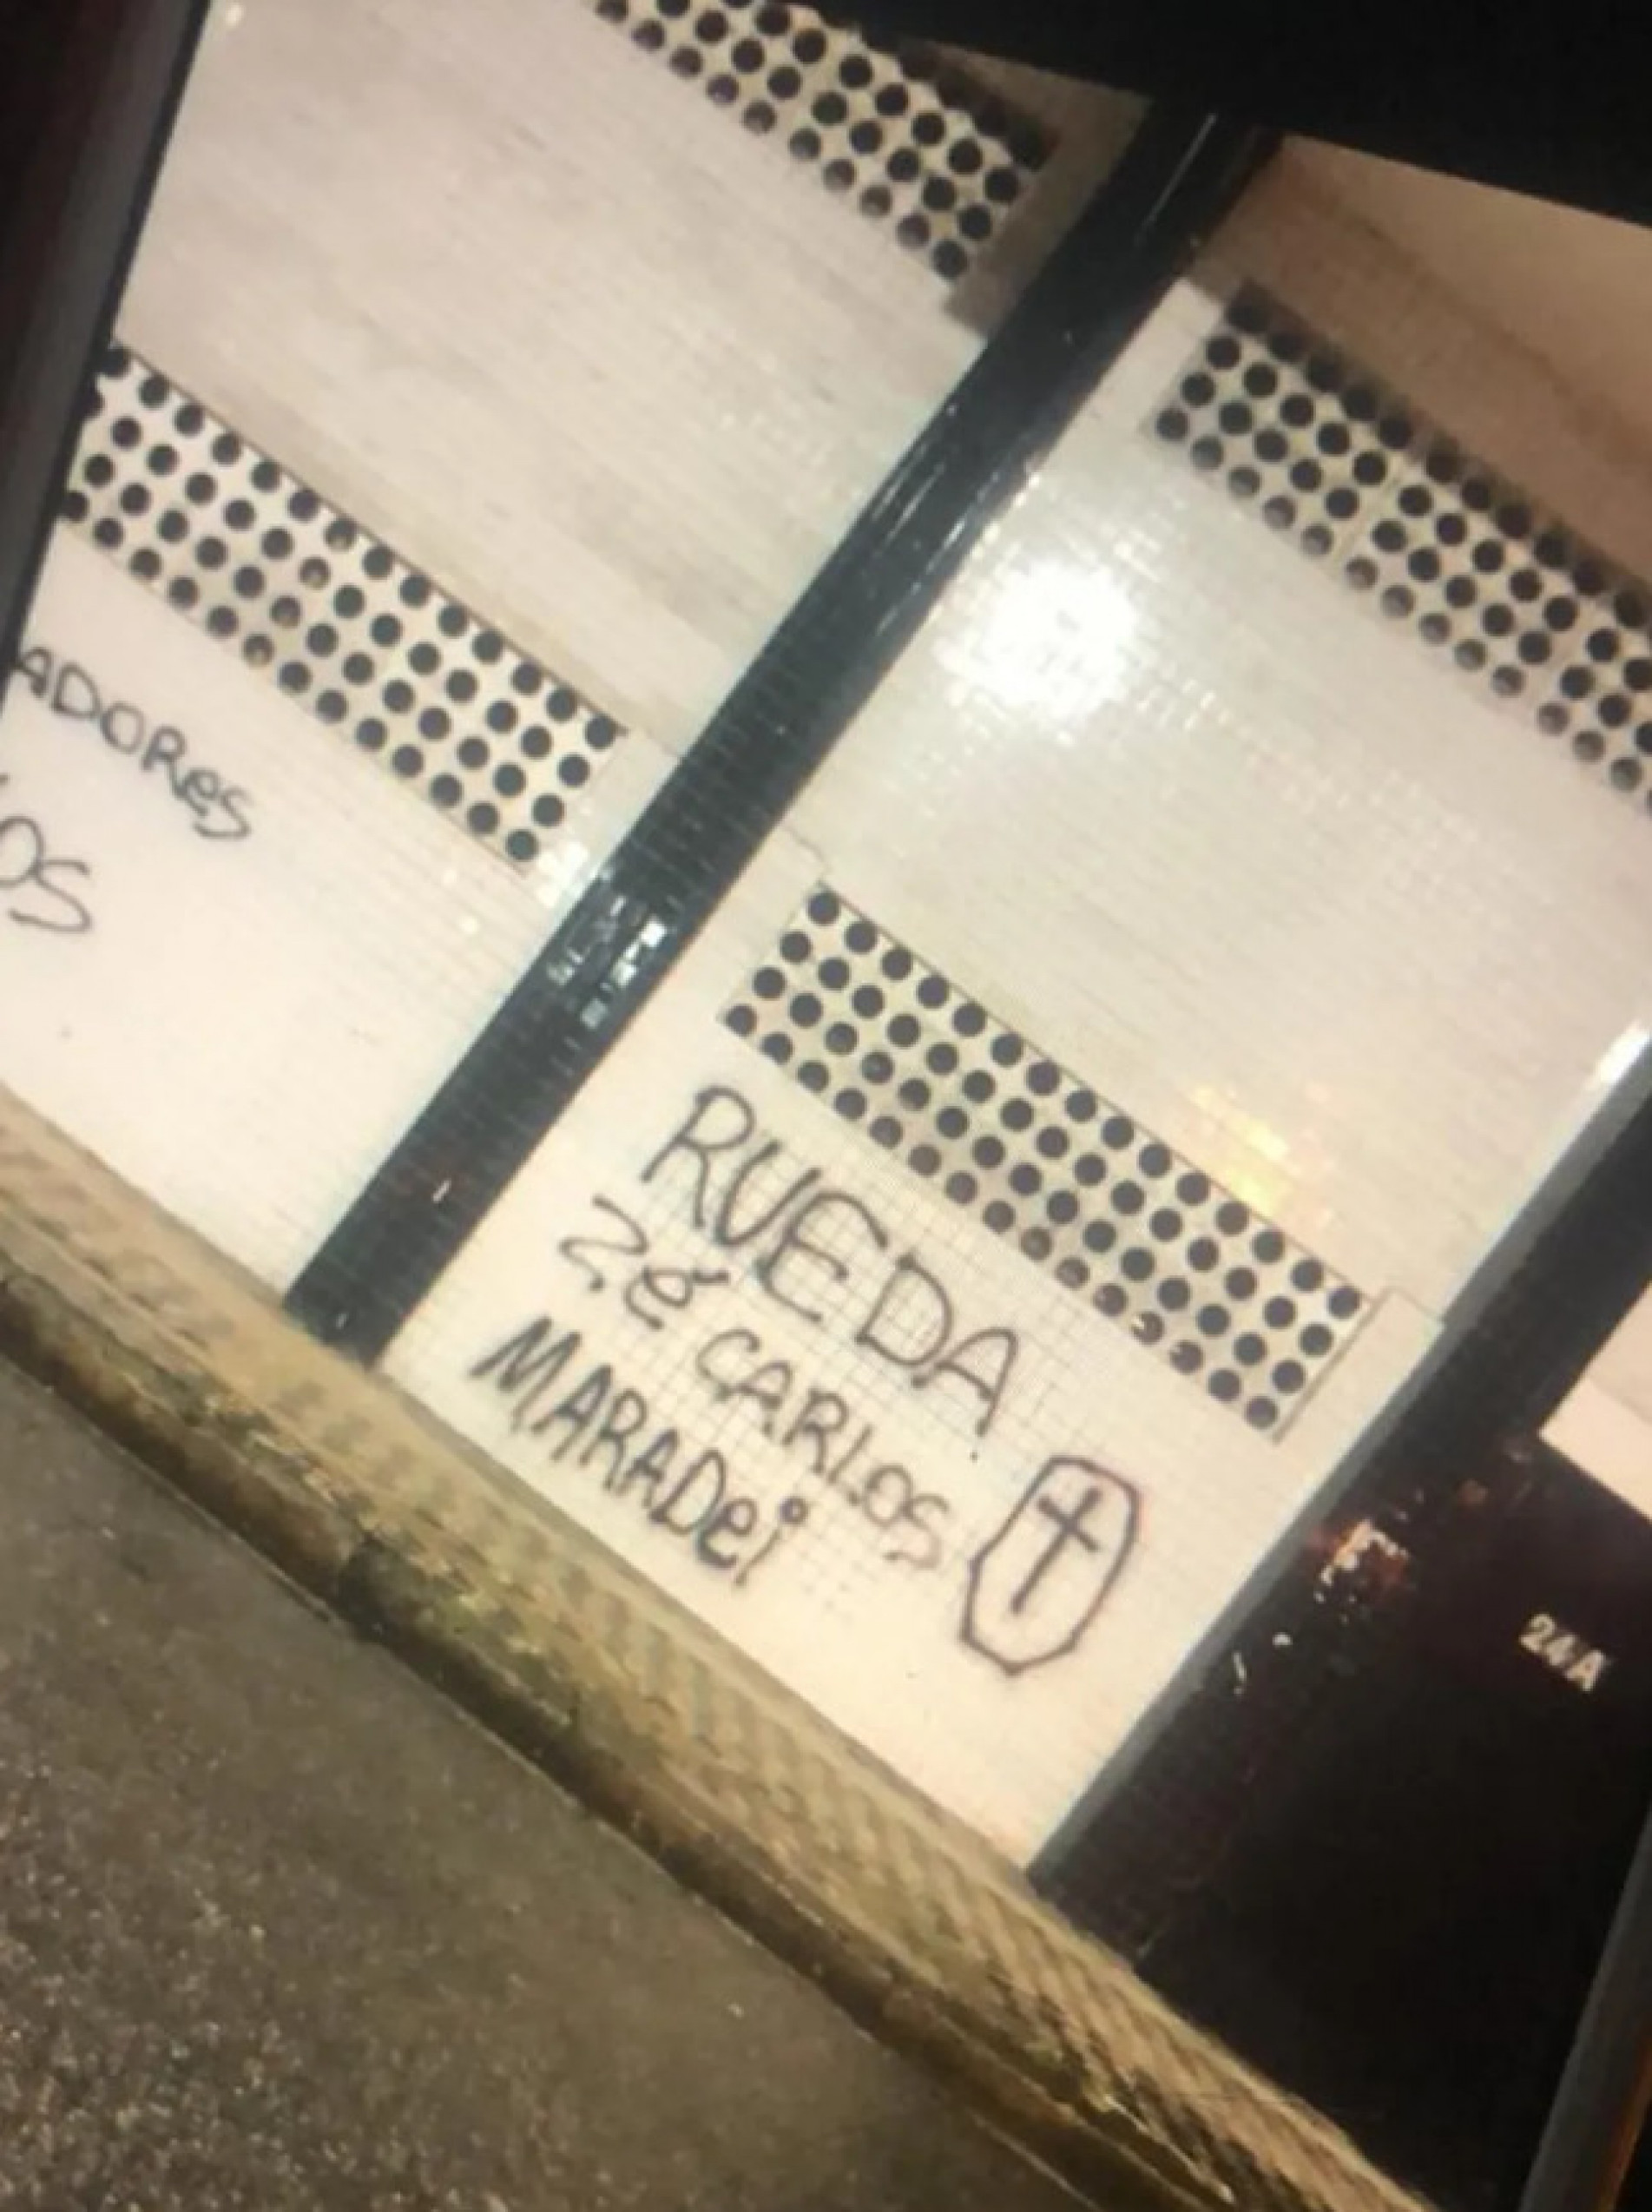 ADORES
OS
RUEDA
Zé CARLOS
MARADei
24/A